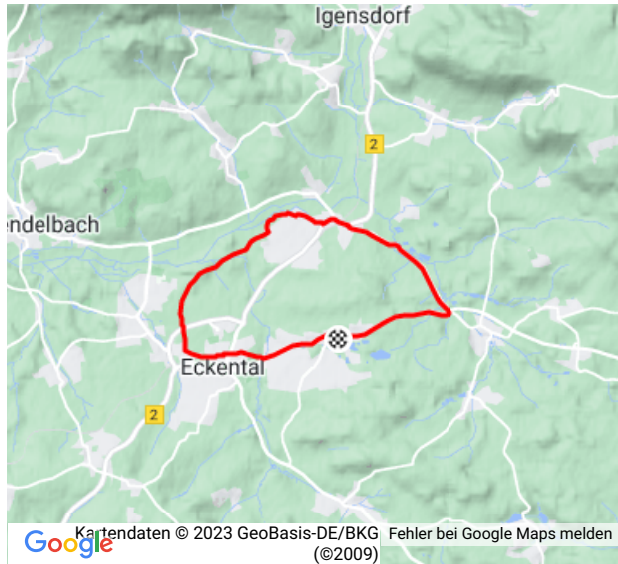 Igensdorf
2
endelbach
Eckental
2
Google
Kartendaten © 2023 GeoBasis-DE/BKG
(©2009)
Fehler bei Google Maps melden